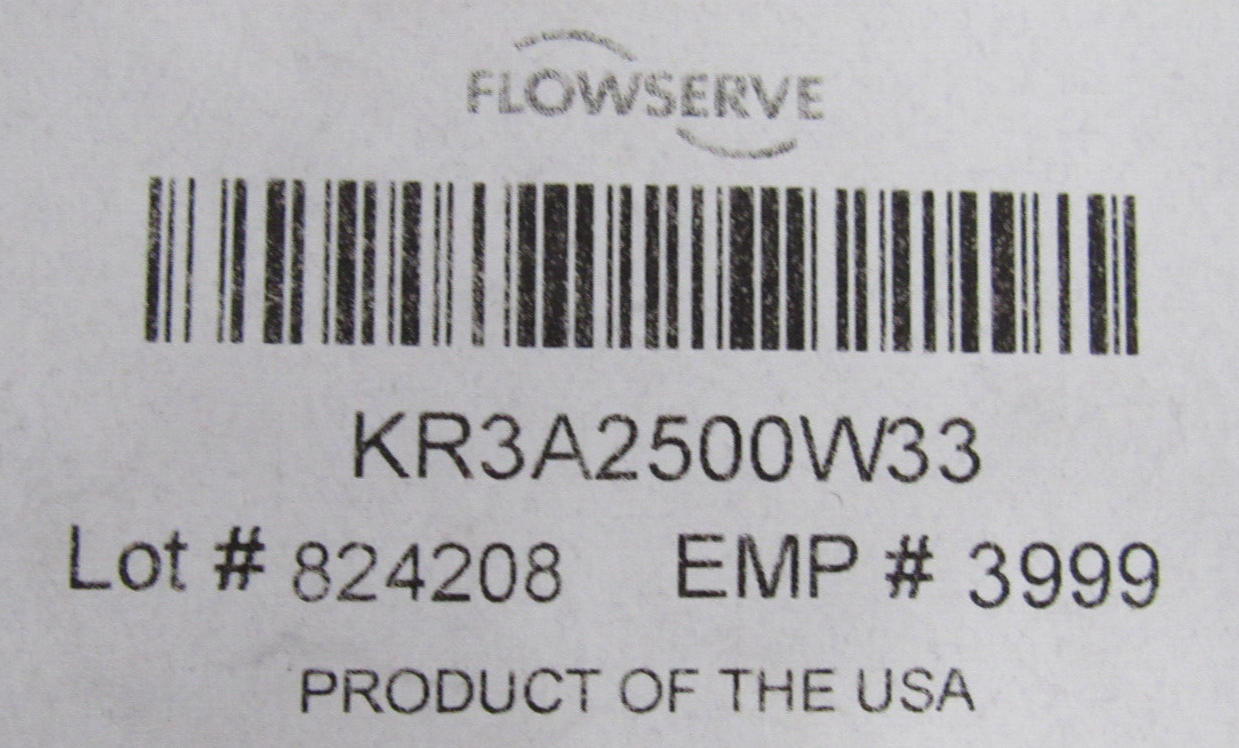 FLOWSERVE
KR3A2500W33
Lot # 824208 EMP # 3999
PRODUCT OF THE USA